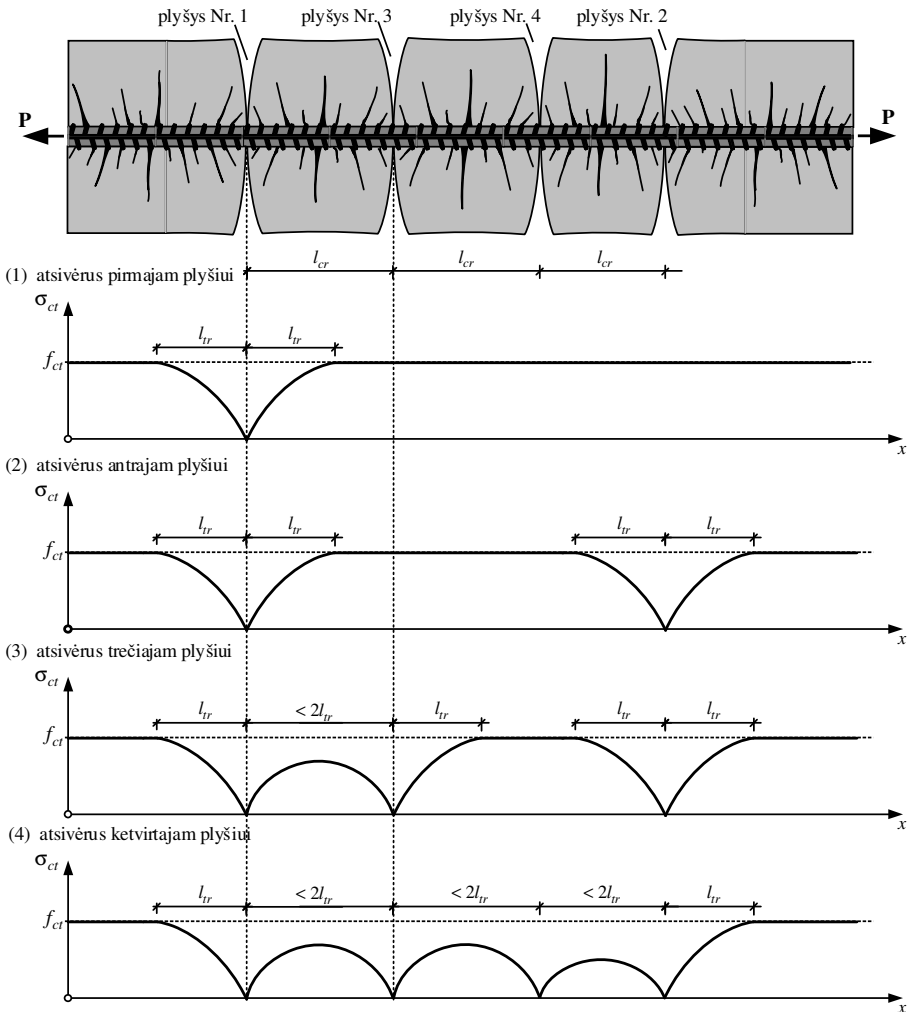 plyšys Nr. 1 plyšys Nr. 3 plyšys Nr. 4 plyšys Nr. 2
P P
l_cr l_cr l_cr
(1) atsivėrus pirmajam plyšiui
σ_ct
l_tr l_tr
f_ct
x
(2) atsivėrus antrajam plyšiui
σ_ct
l_tr l_tr l_tr l_tr
f_ct
x
(3) atsivėrus trečiajam plyšiui
σ_ct
l_tr < 2l_tr l_tr l_tr l_tr
f_ct
x
(4) atsivėrus ketvirtajam plyšiui
σ_ct
l_tr < 2l_tr < 2l_tr < 2l_tr l_tr
f_ct
x